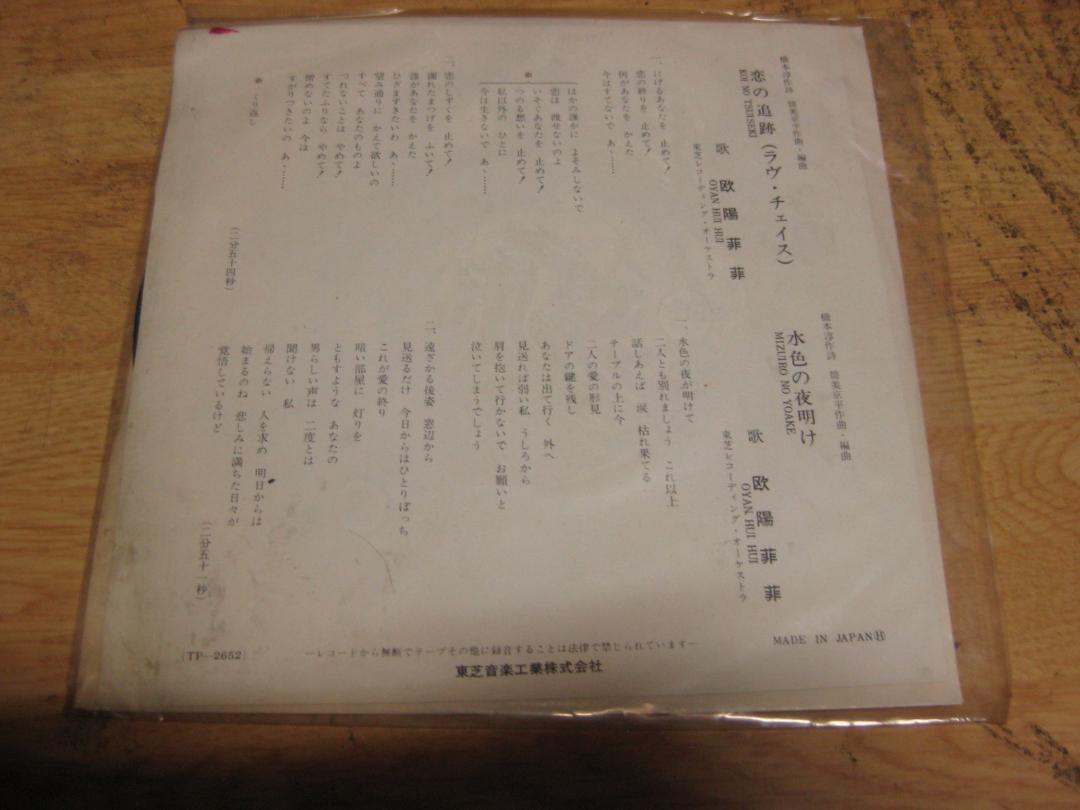 橋本淳作詩　筒美京平作曲・編曲
恋の追跡（ラヴ・チェイス）
KOI NO TSUISEKI
歌　欧陽菲菲
OYAN HUI HUI
東芝レコーディング・オーケストラ
一、にげるあなたを　止めて！
恋の終りを　止めて！
何があなたを　かえた
今はすてないで　あ・……
※
ほかの誰かに　よそみしないで
恋は　渡せないのよ
いそぐあなたを　止めて！
つのる想いを　止めて！
私以外の　ひとに
今は生きないで　あ・……
二、恋のしずくを　止めて！
濡れたまつげを　ふいて！
誰があなたを　かえた
ひざまずきたいわ　あ・……
望み通りに　かえて欲しいの
すべて　あなたのものよ
つれないことは　やめて！
すてたふりなら　やめて！
憎めないのよ　今は
すがりつきたいの　あ・……
※　くり返し
（二分五十四秒）
橋本淳作詩　筒美京平作曲・編曲
水色の夜明け
MIZUIRO NO YOAKE
歌　欧陽菲菲
OYAN HUI HUI
東芝レコーディング・オーケストラ
一、水色の夜が明けて
二人とも別れましょう　これ以上
話しあえば　涙　枯れ果てる
テーブルの上に今
二人の愛の形見
ドアの鍵を残し
あなたは出て行く　外へ
見送れば弱い私　うしろから
肩を抱いて行かないで　お願いと
泣いてしまうでしょう
二、遠ざかる後姿　窓辺から
見送るだけ　今日からはひとりぼっち
これが愛の終り
暗い部屋に　灯りを
ともすような　あなたの
男らしい声は　二度とは
聞けない　私
帰えらない　人を求め　明日からは
始まるのね　悲しみに満ちた日々が
覚悟しているけど
（二分五十一秒）
MADE IN JAPAN Ⓗ
（TP－2652）
―レコードから無断でテープその他に録音することは法律で禁じられています―
東芝音楽工業株式会社